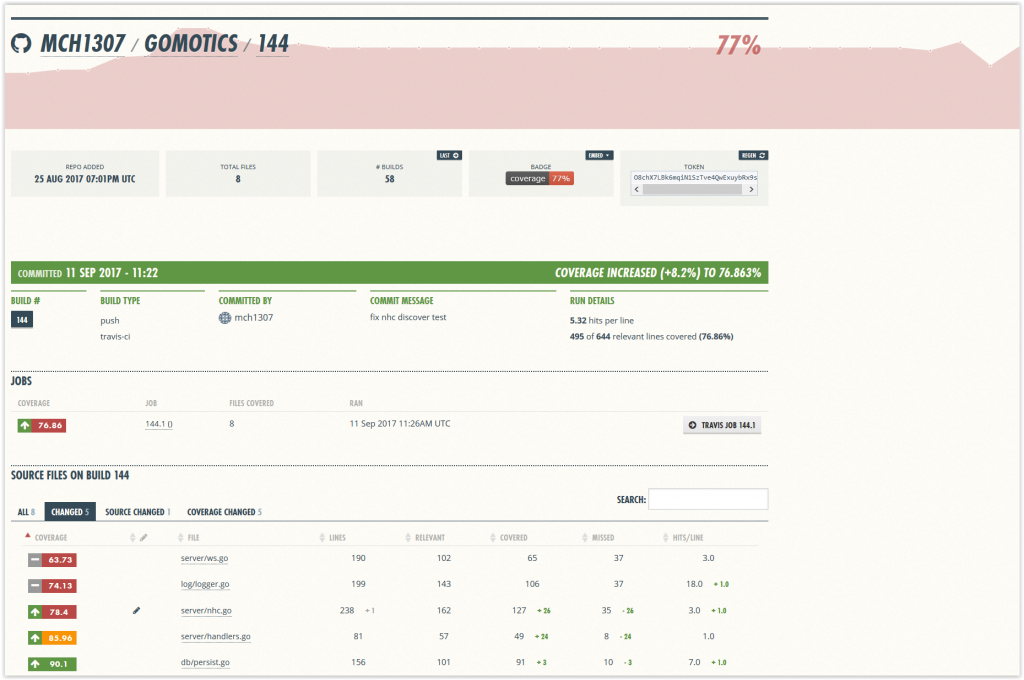 MCH1307 / GOMOTICS / 144 77%
REPO ADDED
25 AUG 2017 07:01PM UTC
TOTAL FILES
8
LAST
# BUILDS
58
EMBED
BADGE
coverage 77%
REGEN
TOKEN
O8chX7LBk6mqiNiSzTve4QwExuybRx9s
COMMITTED 11 SEP 2017 - 11:22 COVERAGE INCREASED (+8.2%) TO 76.863%
BUILD # BUILD TYPE COMMITTED BY COMMIT MESSAGE RUN DETAILS
144 push mch1307 fix nhc discover test 5.32 hits per line
travis-ci 495 of 644 relevant lines covered (76.86%)
JOBS
COVERAGE JOB FILES COVERED RAN
76.86 144.1 () 8 11 Sep 2017 11:26AM UTC TRAVIS JOB 144.1
SOURCE FILES ON BUILD 144
SEARCH:
ALL 8 CHANGED 5 SOURCE CHANGED 1 COVERAGE CHANGED 5
COVERAGE FILE LINES RELEVANT COVERED MISSED HITS/LINE
63.73 server/ws.go 190 102 65 37 3.0
74.13 log/logger.go 199 143 106 37 18.0 + 1.0
78.4 server/nhc.go 238 + 1 162 127 + 26 35 - 26 3.0 + 1.0
85.96 server/handlers.go 81 57 49 + 24 8 - 24 1.0
90.1 db/persist.go 156 101 91 + 3 10 - 3 7.0 + 1.0